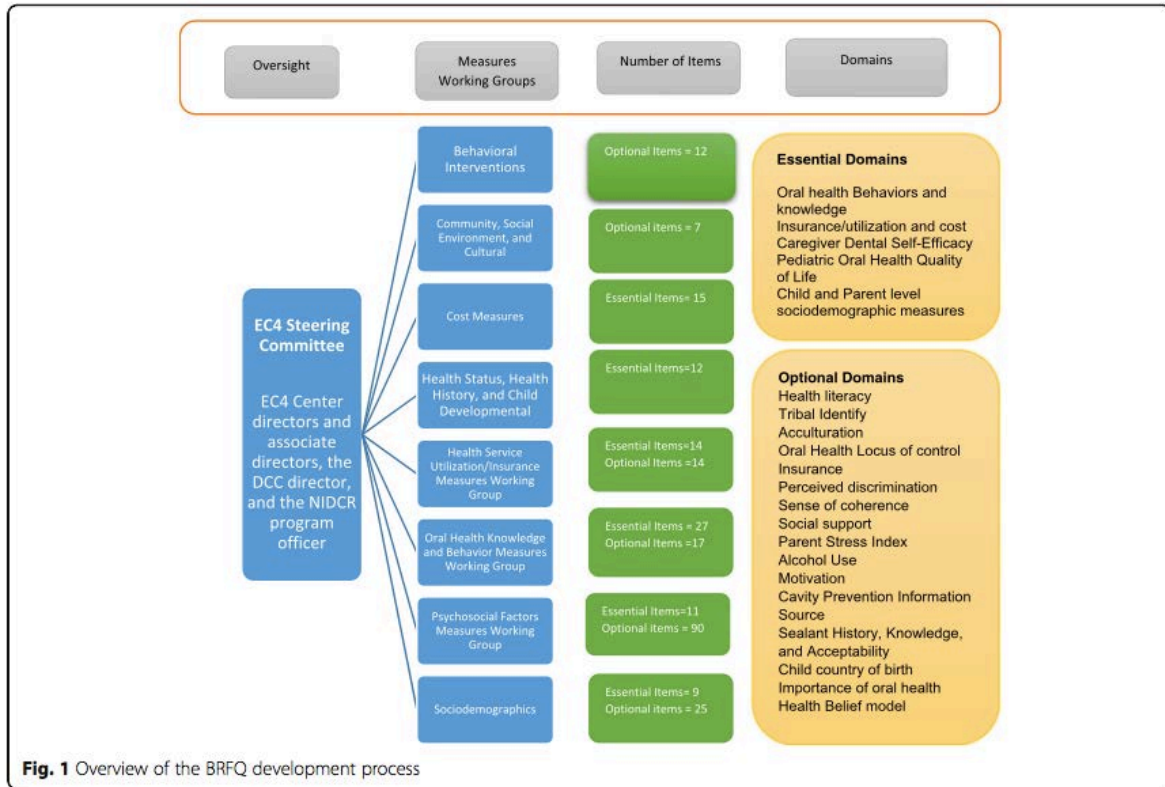 Oversight
Measures
Working Groups
Number of Items
Domains
EC4 Steering
Committee
EC4 Center
directors and
associate
directors, the
DCC director,
and the NIDCR
program
officer
Behavioral
Interventions
Optional Items = 12
Community, Social
Environment, and
Cultural
Optional items = 7
Cost Measures
Essential Items= 15
Health Status, Health
History, and Child
Developmental
Essential Items=12
Health Service
Utilization/Insurance
Measures Working
Group
Essential Items=14
Optional Items =14
Oral Health Knowledge
and Behavior Measures
Working Group
Essential Items = 27
Optional Items =17
Psychosocial Factors
Measures Working
Group
Essential Items=11
Optional items = 90
Sociodemographics
Essential Items= 9
Optional items = 25
Essential Domains
Oral health Behaviors and
knowledge
Insurance/utilization and cost
Caregiver Dental Self-Efficacy
Pediatric Oral Health Quality
of Life
Child and Parent level
sociodemographic measures
Optional Domains
Health literacy
Tribal Identify
Acculturation
Oral Health Locus of control
Insurance
Perceived discrimination
Sense of coherence
Social support
Parent Stress Index
Alcohol Use
Motivation
Cavity Prevention Information
Source
Sealant History, Knowledge,
and Acceptability
Child country of birth
Importance of oral health
Health Belief model
Fig. 1 Overview of the BRFQ development process